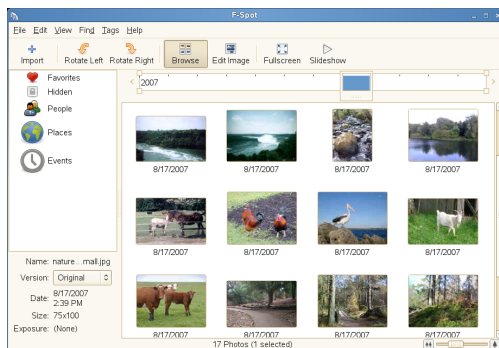 F-Spot
File Edit View Find Tags Help
Import Rotate Left Rotate Right Browse Edit Image Fullscreen Slideshow
Favorites
Hidden
People
Places
Events
2007
8/17/2007 8/17/2007 8/17/2007 8/17/2007
8/17/2007 8/17/2007 8/17/2007 8/17/2007
8/17/2007 8/17/2007 8/17/2007 8/17/2007
Name: nature...mall.jpg
Version: Original
Date: 8/17/2007
2:39 PM
Size: 75x100
Exposure: (None)
17 Photos (1 selected)